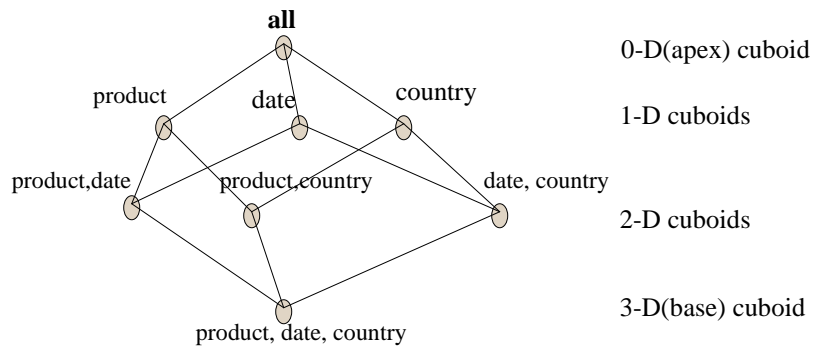 all
0-D(apex) cuboid
product
date
country
1-D cuboids
product,date
product,country
date, country
2-D cuboids
3-D(base) cuboid
product, date, country